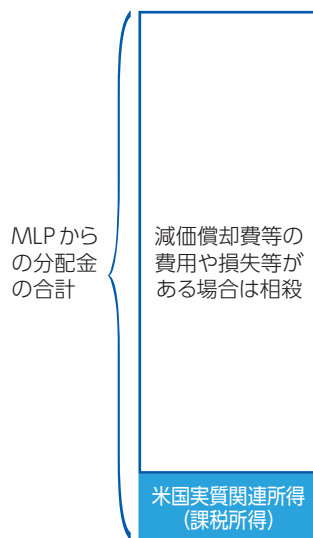 MLPから
の分配金
の合計
減価償却費等の
費用や損失等が
ある場合は相殺
米国実質関連所得
(課税所得)